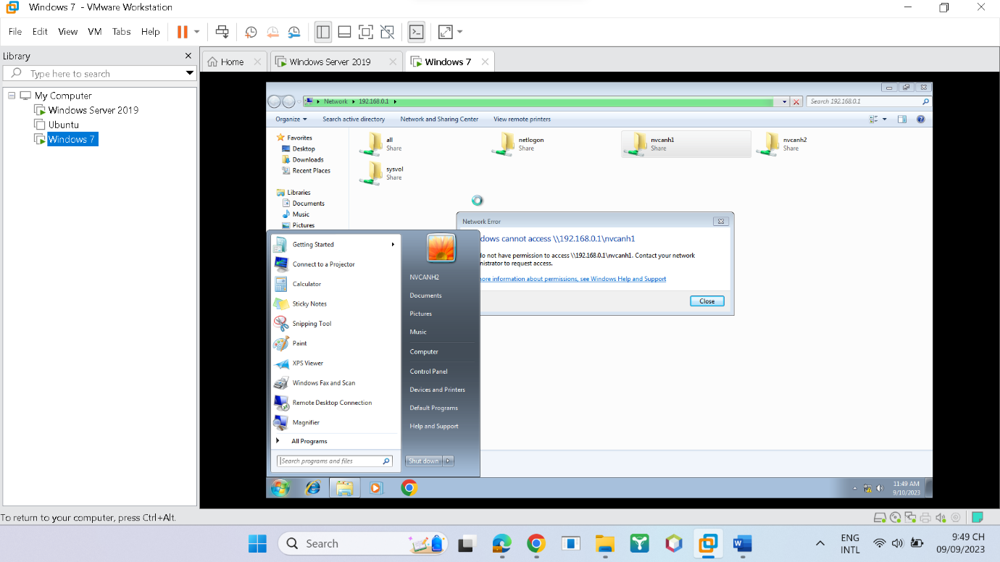 Windows 7 - VMware Workstation
File Edit View VM Tabs Help
Library
Type here to search
My Computer
Windows Server 2019
Ubuntu
Windows 7
Home
Windows Server 2019
Windows 7
Network 192.168.0.1
Search 192.168.0.1
Organize Search active directory Network and Sharing Center View remote printers
Favorites
Desktop
Downloads
Recent Places
Libraries
Documents
Music
Pictures
all
Share
netlogon
Share
nvcanh1
Share
nvcanh2
Share
sysvol
Share
Network Error
dows cannot access \\192.168.0.1\nvcanh1
do not have permission to access \\192.168.0.1\nvcanh1. Contact your network
nistrator to request access.
ore information about permissions, see Windows Help and Support
Close
Getting Started
Connect to a Projector
Calculator
Sticky Notes
Snipping Tool
Paint
XPS Viewer
Windows Fax and Scan
Remote Desktop Connection
Magnifier
All Programs
Search programs and files
NVCANH2
Documents
Pictures
Music
Computer
Control Panel
Devices and Printers
Default Programs
Help and Support
Shut down
11:49 AM
9/10/2023
To return to your computer, press Ctrl+Alt.
Search
ENG
INTL
9:49 CH
09/09/2023